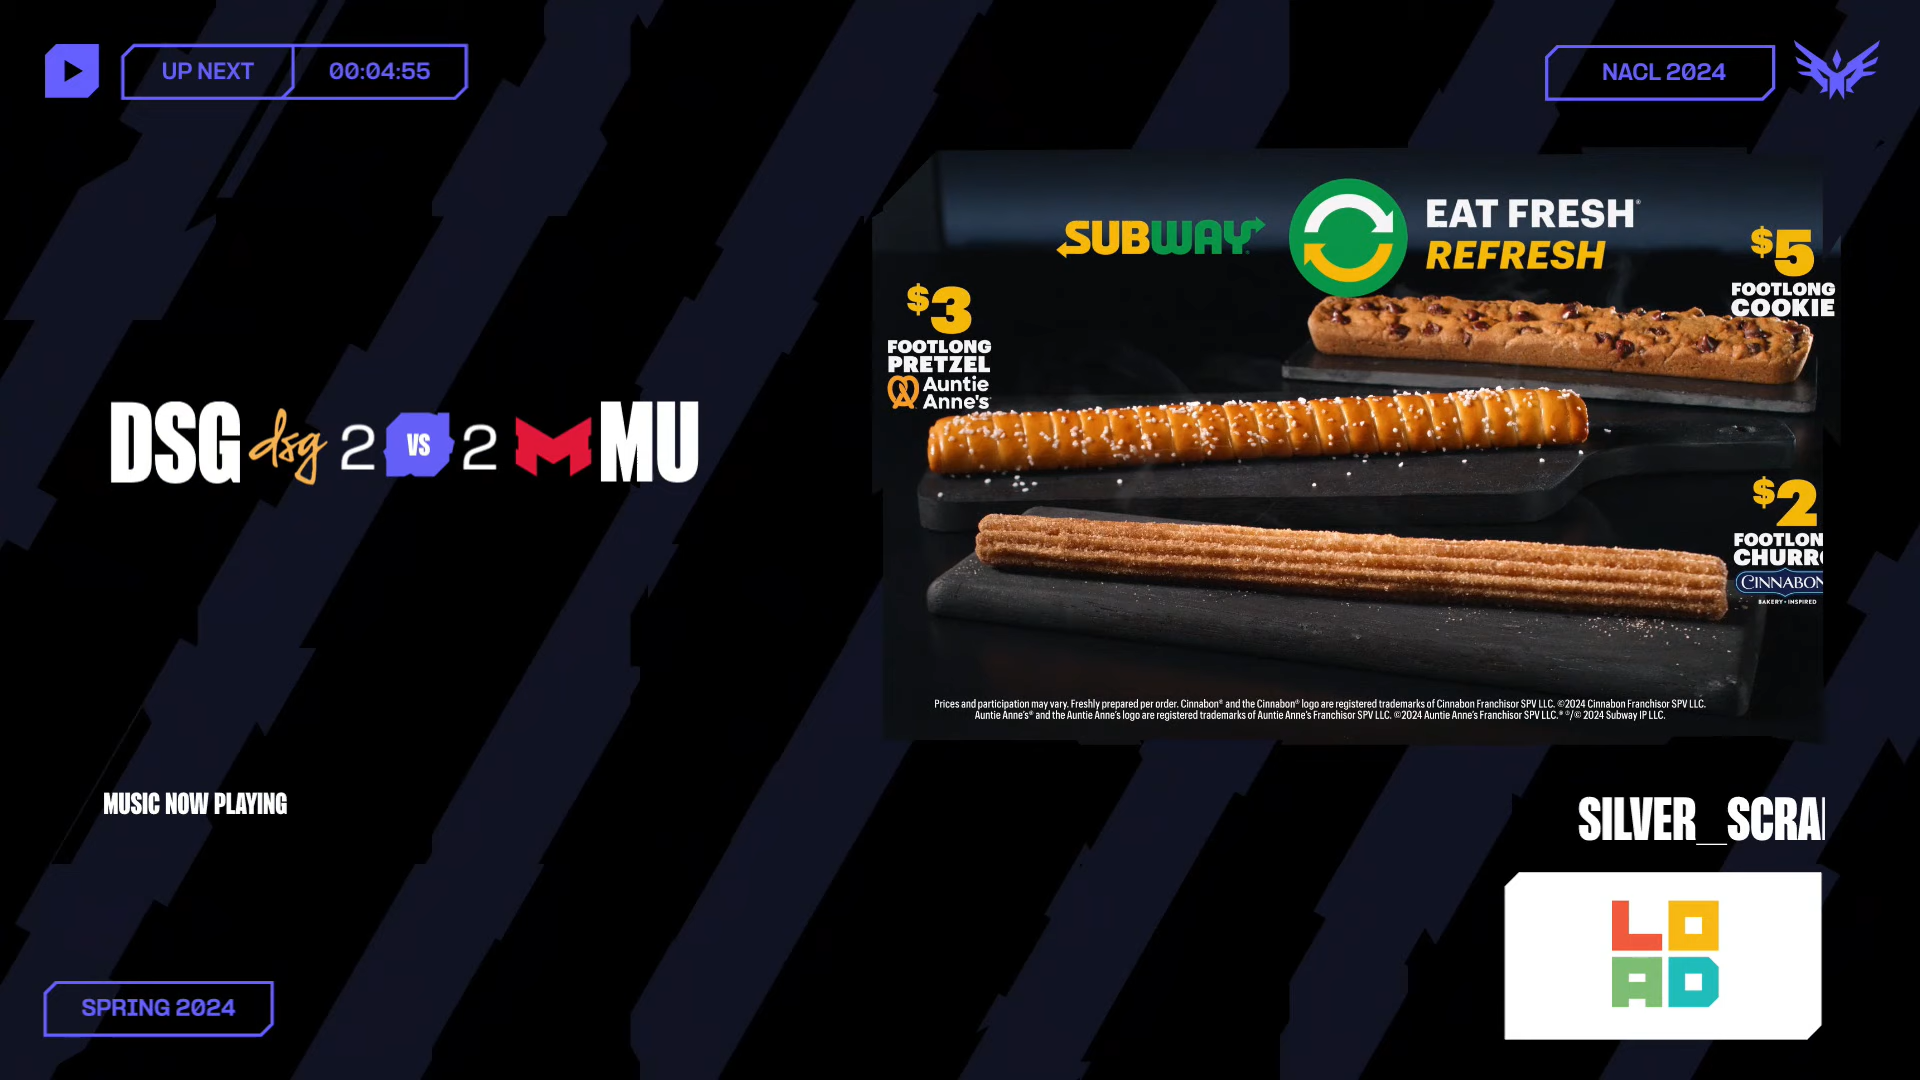 UP NEXT 00:04:55
NACL 2024
SUBWAY
EAT FRESH®
REFRESH
$5
FOOTLONG
COOKIE
$3
FOOTLONG
PRETZEL
Auntie
Anne's
DSG dsg 2 VS 2 MU
$2
FOOTLON
CHURR
CINNABON
BAKERY • INSPIRED
Prices and participation may vary. Freshly prepared per order. Cinnabon® and the Cinnabon® logo are registered trademarks of Cinnabon Franchisor SPV LLC. ©2024 Cinnabon Franchisor SPV LLC.
Auntie Anne's® and the Auntie Anne's logo are registered trademarks of Auntie Anne's Franchisor SPV LLC. ©2024 Auntie Anne's Franchisor SPV LLC.® ®/© 2024 Subway IP LLC.
MUSIC NOW PLAYING
SILVER_SCRA
LO
AD
SPRING 2024